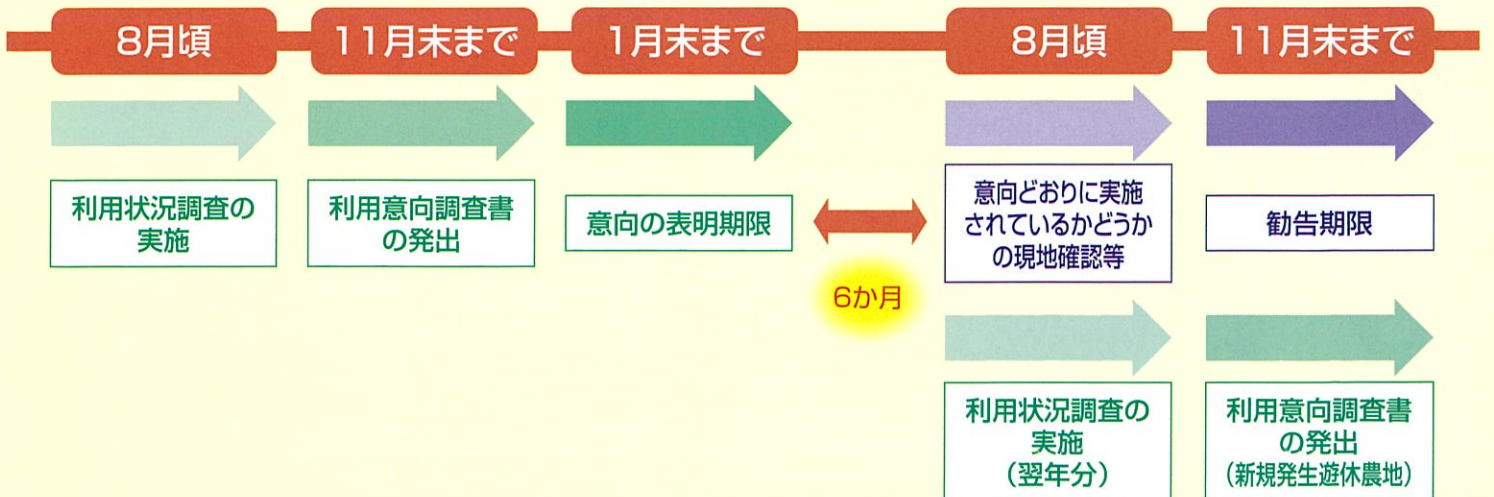 8月頃
11月末まで
1月末まで
8月頃
11月末まで
利用状況調査の
実施
利用意向調査書
の発出
意向の表明期限
6か月
意向どおりに実施
されているかどうか
の現地確認等
勧告期限
利用状況調査の
実施
（翌年分）
利用意向調査書
の発出
（新規発生遊休農地）